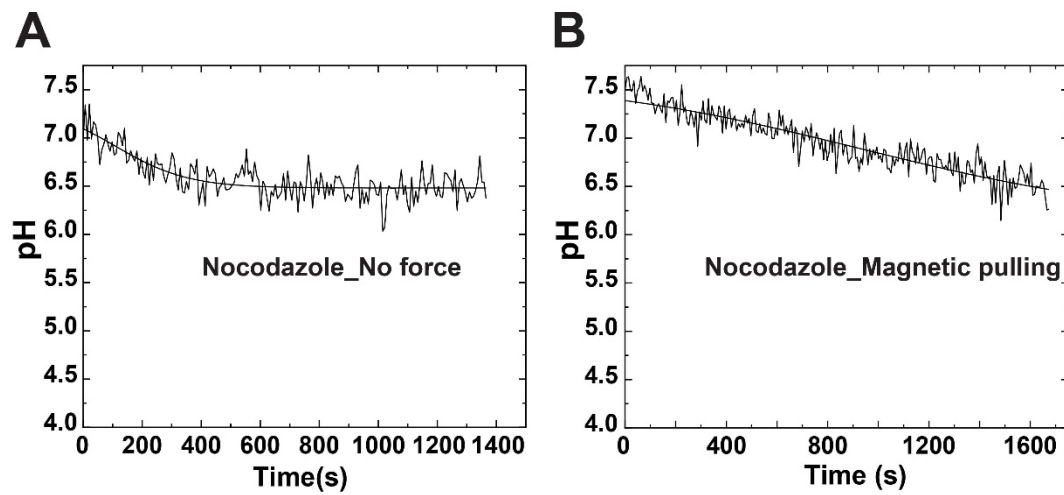 A
B
pH
7.5
7.0
6.5
6.0
5.5
5.0
4.5
4.0
Nocodazole_No force
0 200 400 600 800 1000 1200 1400
Time(s)
pH
7.5
7.0
6.5
6.0
5.5
5.0
4.5
4.0
Nocodazole_Magnetic pulling
0 400 800 1200 1600
Time (s)